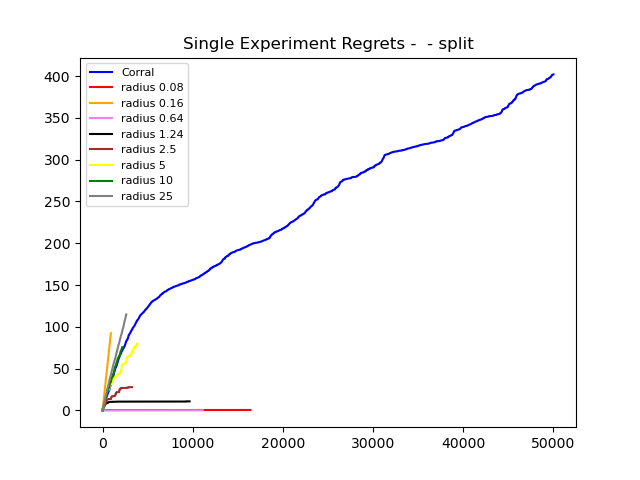 Single Experiment Regrets -  - split
400
350
300
250
200
150
100
50
0
Corral
radius 0.08
radius 0.16
radius 0.64
radius 1.24
radius 2.5
radius 5
radius 10
radius 25
0 10000 20000 30000 40000 50000